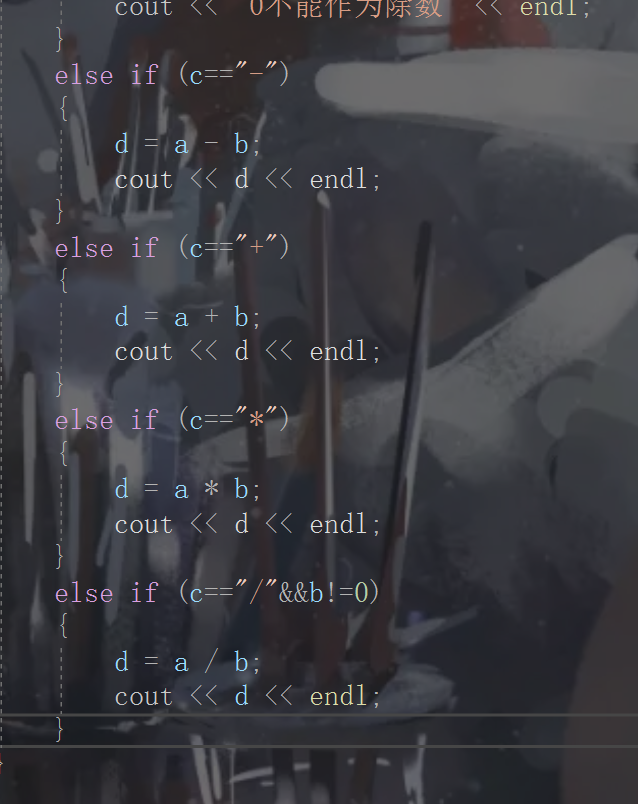 cout << "0不能作为除数" << endl;
}
else if (c=="-")
{
d = a - b;
cout << d << endl;
}
else if (c=="+")
{
d = a + b;
cout << d << endl;
}
else if (c=="*")
{
d = a * b;
cout << d << endl;
}
else if (c=="/"&&b!=0)
{
d = a / b;
cout << d << endl;
}